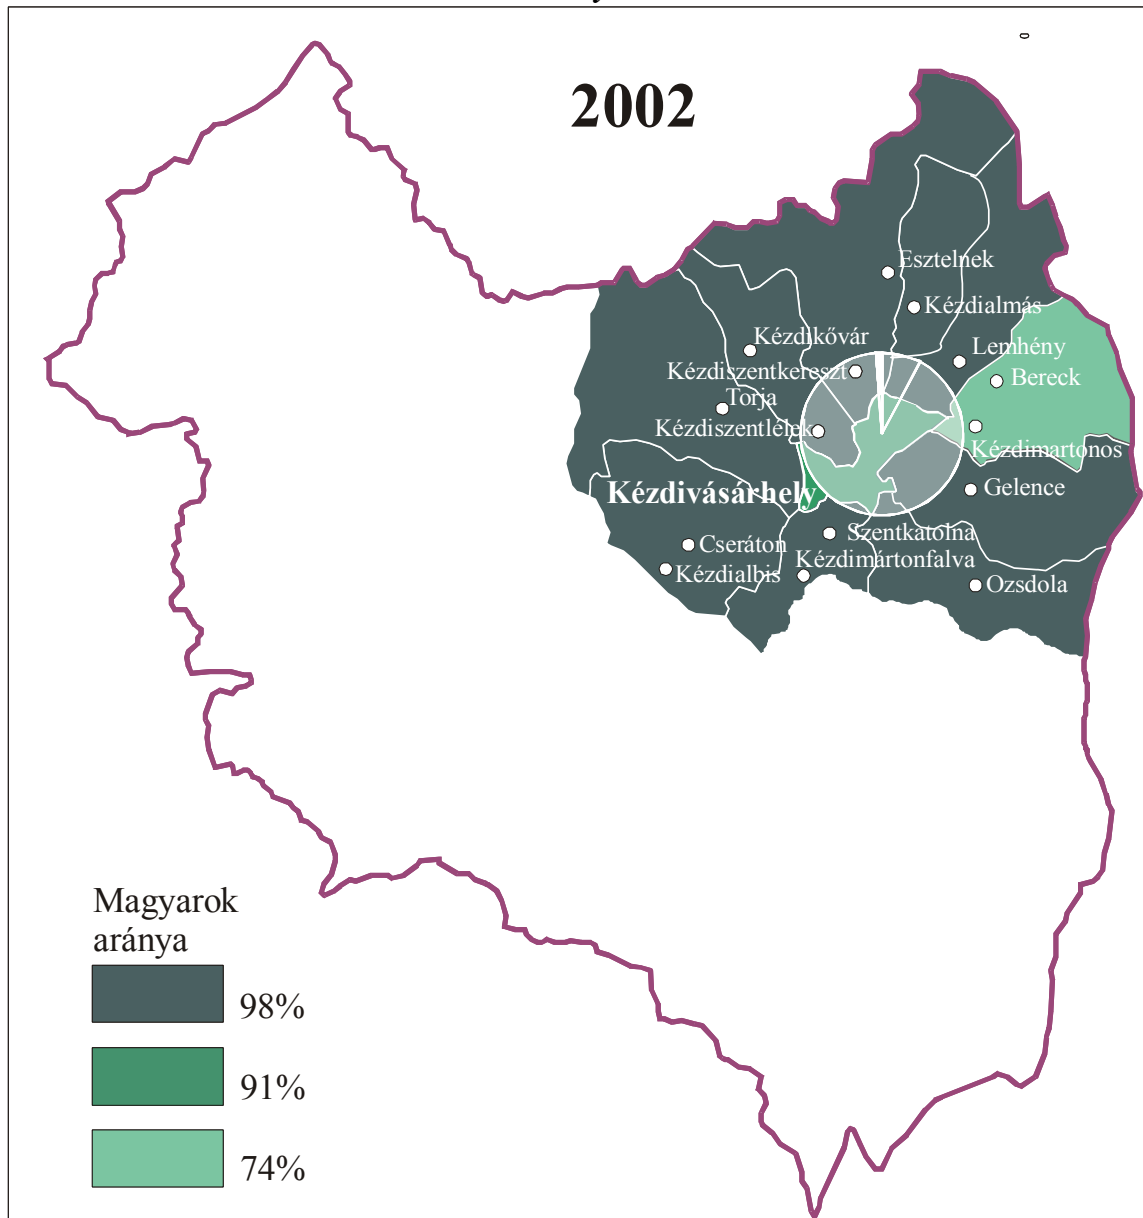 2002
Esztelnek
Kézdialmás
Kézdikővár
Lemhény
Kézdiszentkereszt
Bereck
Torja
Kézdiszentlélek
Kézdimartonos
Kézdivásárhely
Gelence
Szentkatolna
Cseráton
Kézdimártonfalva
Kézdialbis
Ozsdola
Magyarok
aránya
98%
91%
74%